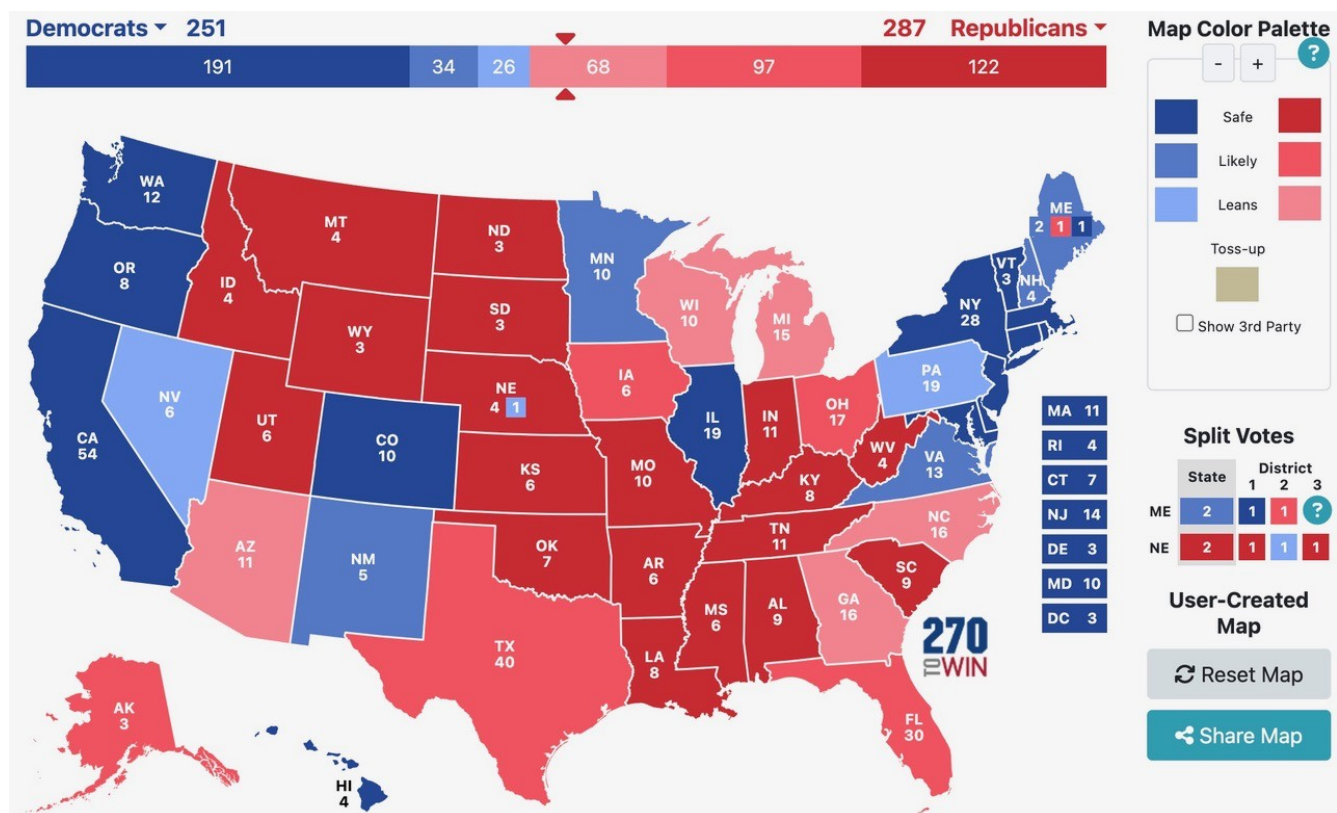 Democrats 251
287 Republicans
191 34 26 68 97 122
Map Color Palette
- + ?
Safe
Likely
Leans
Toss-up
Show 3rd Party
WA
12
OR
8
CA
54
NV
6
ID
4
MT
4
WY
3
UT
6
AZ
11
CO
10
NM
5
ND
3
SD
3
NE
4 1
KS
6
OK
7
TX
40
MN
10
IA
6
MO
10
AR
6
LA
8
WI
10
IL
19
MI
15
IN
11
OH
17
KY
8
TN
11
MS
6
AL
9
GA
16
FL
30
SC
9
NC
16
VA
13
WV
4
PA
19
NY
28
VT
3
NH
4
ME
2 1 1
AK
3
HI
4
MA 11
RI 4
CT 7
NJ 14
DE 3
MD 10
DC 3
270
TO WIN
Split Votes
State District
1 2 3
ME 2 1 1 ?
NE 2 1 1 1
User-Created
Map
Reset Map
Share Map